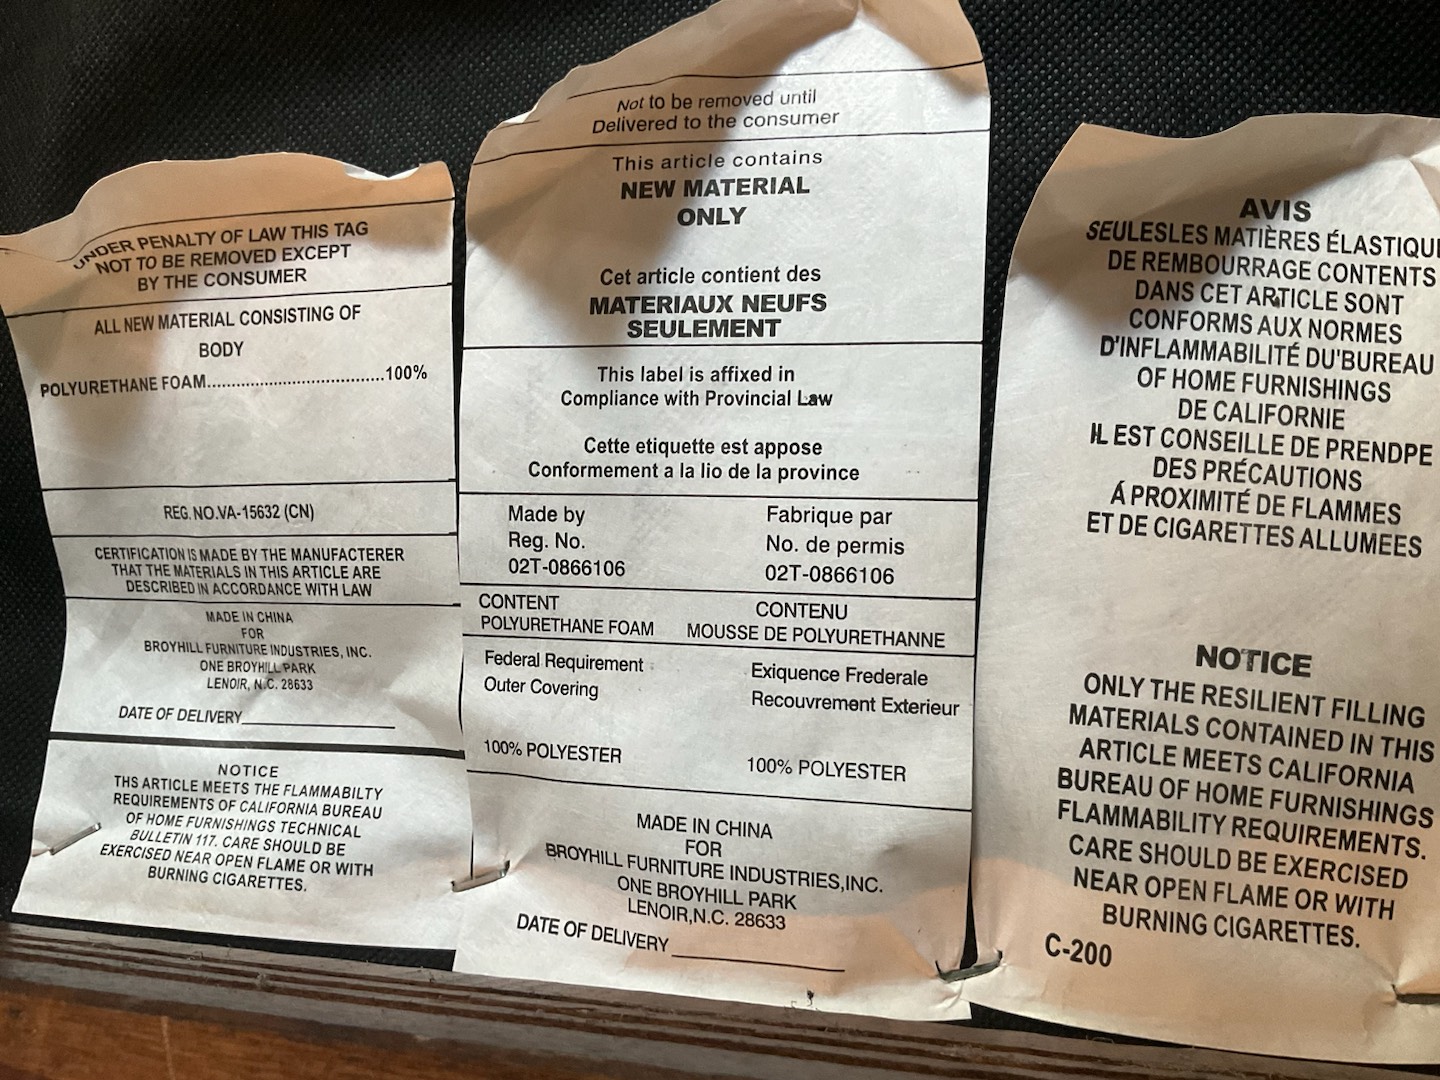 UNDER PENALTY OF LAW THIS TAG
NOT TO BE REMOVED EXCEPT
BY THE CONSUMER
ALL NEW MATERIAL CONSISTING OF
BODY
POLYURETHANE FOAM....................................100%
REG. NO.VA-15632 (CN)
CERTIFICATION IS MADE BY THE MANUFACTERER
THAT THE MATERIALS IN THIS ARTICLE ARE
DESCRIBED IN ACCORDANCE WITH LAW
MADE IN CHINA
FOR
BROYHILL FURNITURE INDUSTRIES, INC.
ONE BROYHILL PARK
LENOIR, N.C. 28633
DATE OF DELIVERY
NOTICE
THS ARTICLE MEETS THE FLAMMABILTY
REQUIREMENTS OF CALIFORNIA BUREAU
OF HOME FURNISHINGS TECHNICAL
BULLETIN 117. CARE SHOULD BE
EXERCISED NEAR OPEN FLAME OR WITH
BURNING CIGARETTES.
Not to be removed until
Delivered to the consumer
This article contains
NEW MATERIAL
ONLY
Cet article contient des
MATERIAUX NEUFS
SEULEMENT
This label is affixed in
Compliance with Provincial Law
Cette etiquette est appose
Conformement a la lio de la province
Made by
Reg. No.
02T-0866106
Fabrique par
No. de permis
02T-0866106
CONTENT
POLYURETHANE FOAM
CONTENU
MOUSSE DE POLYURETHANNE
Federal Requirement
Outer Covering
100% POLYESTER
Exiquence Frederale
Recouvrement Exterieur
100% POLYESTER
MADE IN CHINA
FOR
BROYHILL FURNITURE INDUSTRIES,INC.
ONE BROYHILL PARK
LENOIR,N.C. 28633
DATE OF DELIVERY
AVIS
SEULESLES MATIÈRES ÉLASTIQUE
DE REMBOURRAGE CONTENTS
DANS CET ARTICLE SONT
CONFORMS AUX NORMES
D'INFLAMMABILITÉ DU'BUREAU
OF HOME FURNISHINGS
DE CALIFORNIE
IL EST CONSEILLE DE PRENDPE
DES PRÉCAUTIONS
Á PROXIMITÉ DE FLAMMES
ET DE CIGARETTES ALLUMEES
NOTICE
ONLY THE RESILIENT FILLING
MATERIALS CONTAINED IN THIS
ARTICLE MEETS CALIFORNIA
BUREAU OF HOME FURNISHINGS
FLAMMABILITY REQUIREMENTS.
CARE SHOULD BE EXERCISED
NEAR OPEN FLAME OR WITH
BURNING CIGARETTES.
C-200